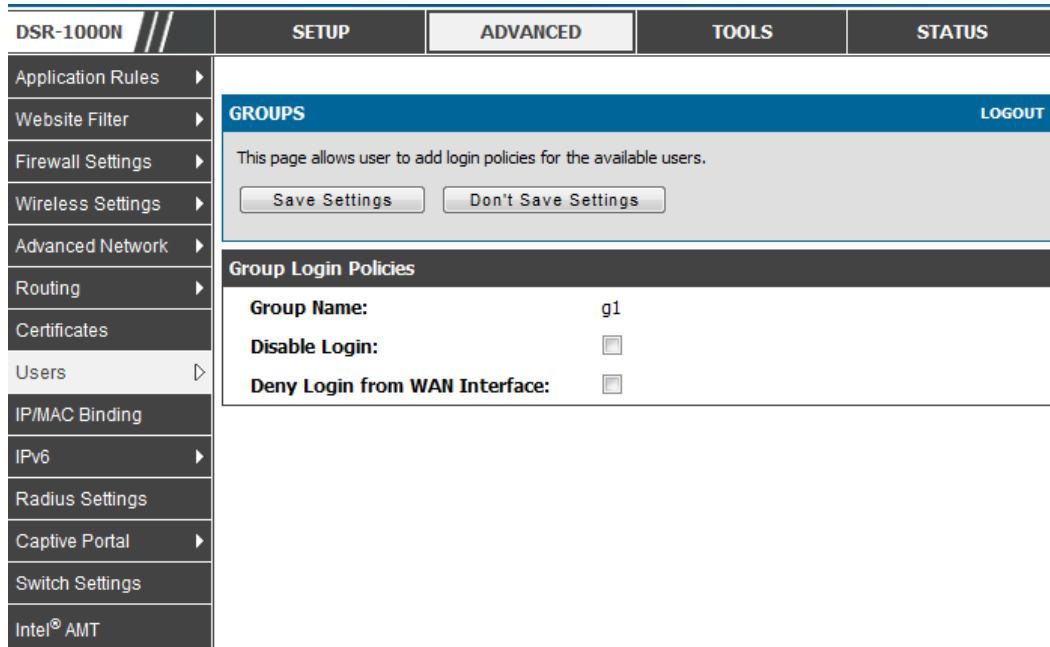 DSR-1000N
SETUP
ADVANCED
TOOLS
STATUS
Application Rules
Website Filter
Firewall Settings
Wireless Settings
Advanced Network
Routing
Certificates
Users
IP/MAC Binding
IPv6
Radius Settings
Captive Portal
Switch Settings
Intel® AMT
GROUPS
LOGOUT
This page allows user to add login policies for the available users.
Save Settings
Don't Save Settings
Group Login Policies
Group Name: g1
Disable Login:
Deny Login from WAN Interface: